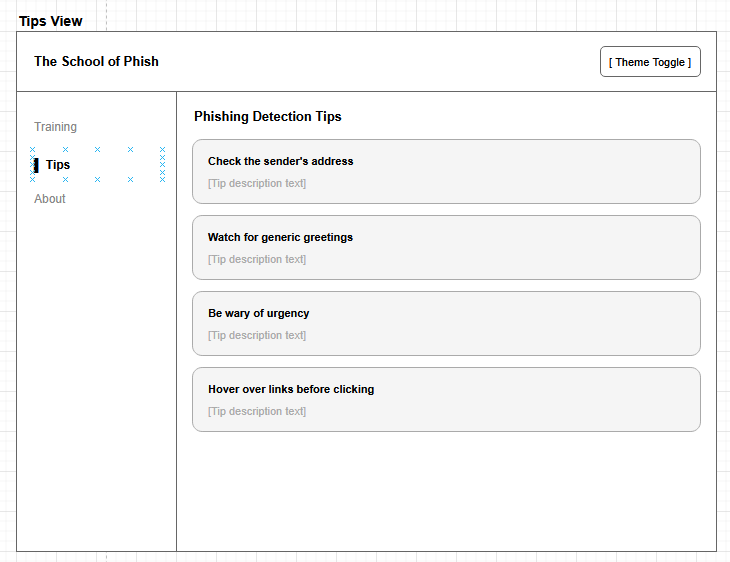 Tips View
The School of Phish
[ Theme Toggle ]
Training
Tips
About
Phishing Detection Tips
Check the sender's address
[Tip description text]
Watch for generic greetings
[Tip description text]
Be wary of urgency
[Tip description text]
Hover over links before clicking
[Tip description text]